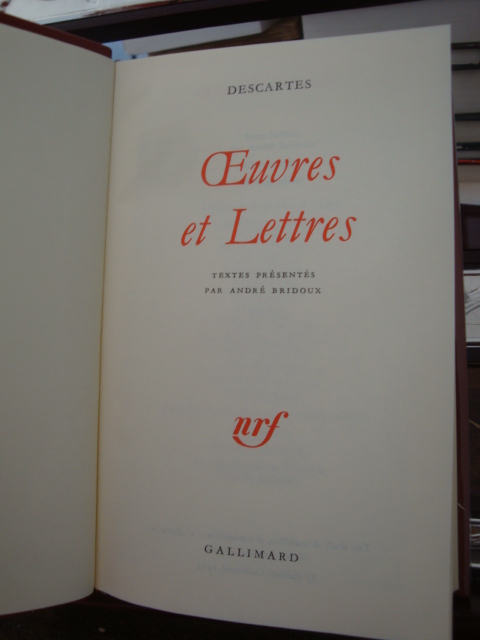 DESCARTES
Œuvres
et Lettres
TEXTES PRÉSENTÉS
PAR ANDRÉ BRIDOUX
nrf
GALLIMARD